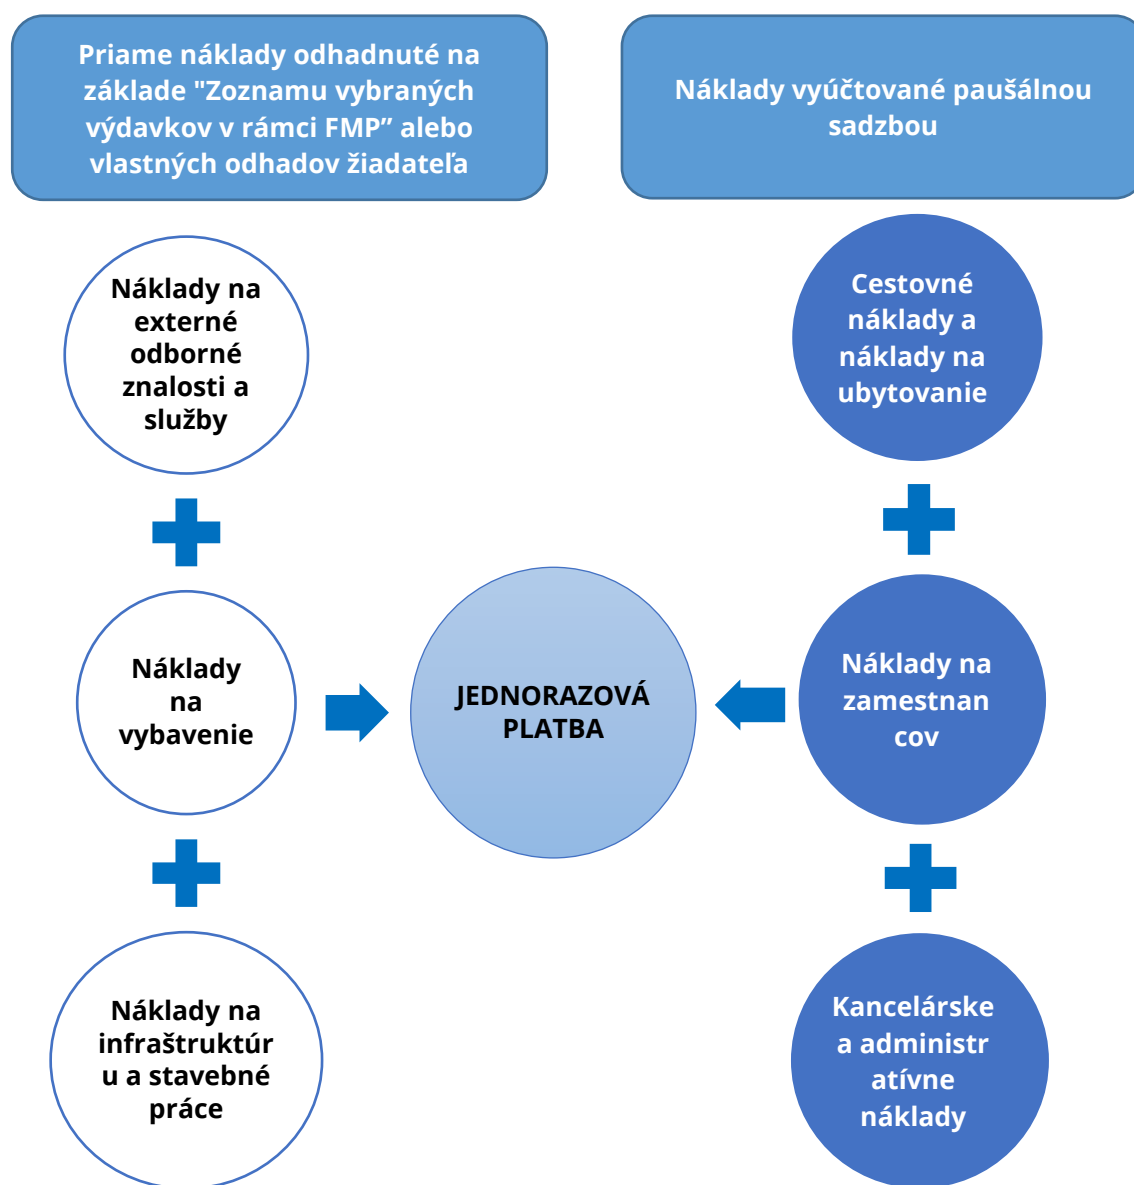 Priame náklady odhadnuté na
základe "Zoznamu vybraných
výdavkov v rámci FMP” alebo
vlastných odhadov žiadateľa
Náklady vyúčtované paušálnou
sadzbou
Náklady na
externé
odborné
znalosti a
služby
Cestovné
náklady a
náklady na
ubytovanie
Náklady
na
vybavenie
JEDNORAZOVÁ
PLATBA
Náklady na
zamestnan
cov
Náklady na
infraštruktúr
u a stavebné
práce
Kancelárske
a administr
atívne
náklady